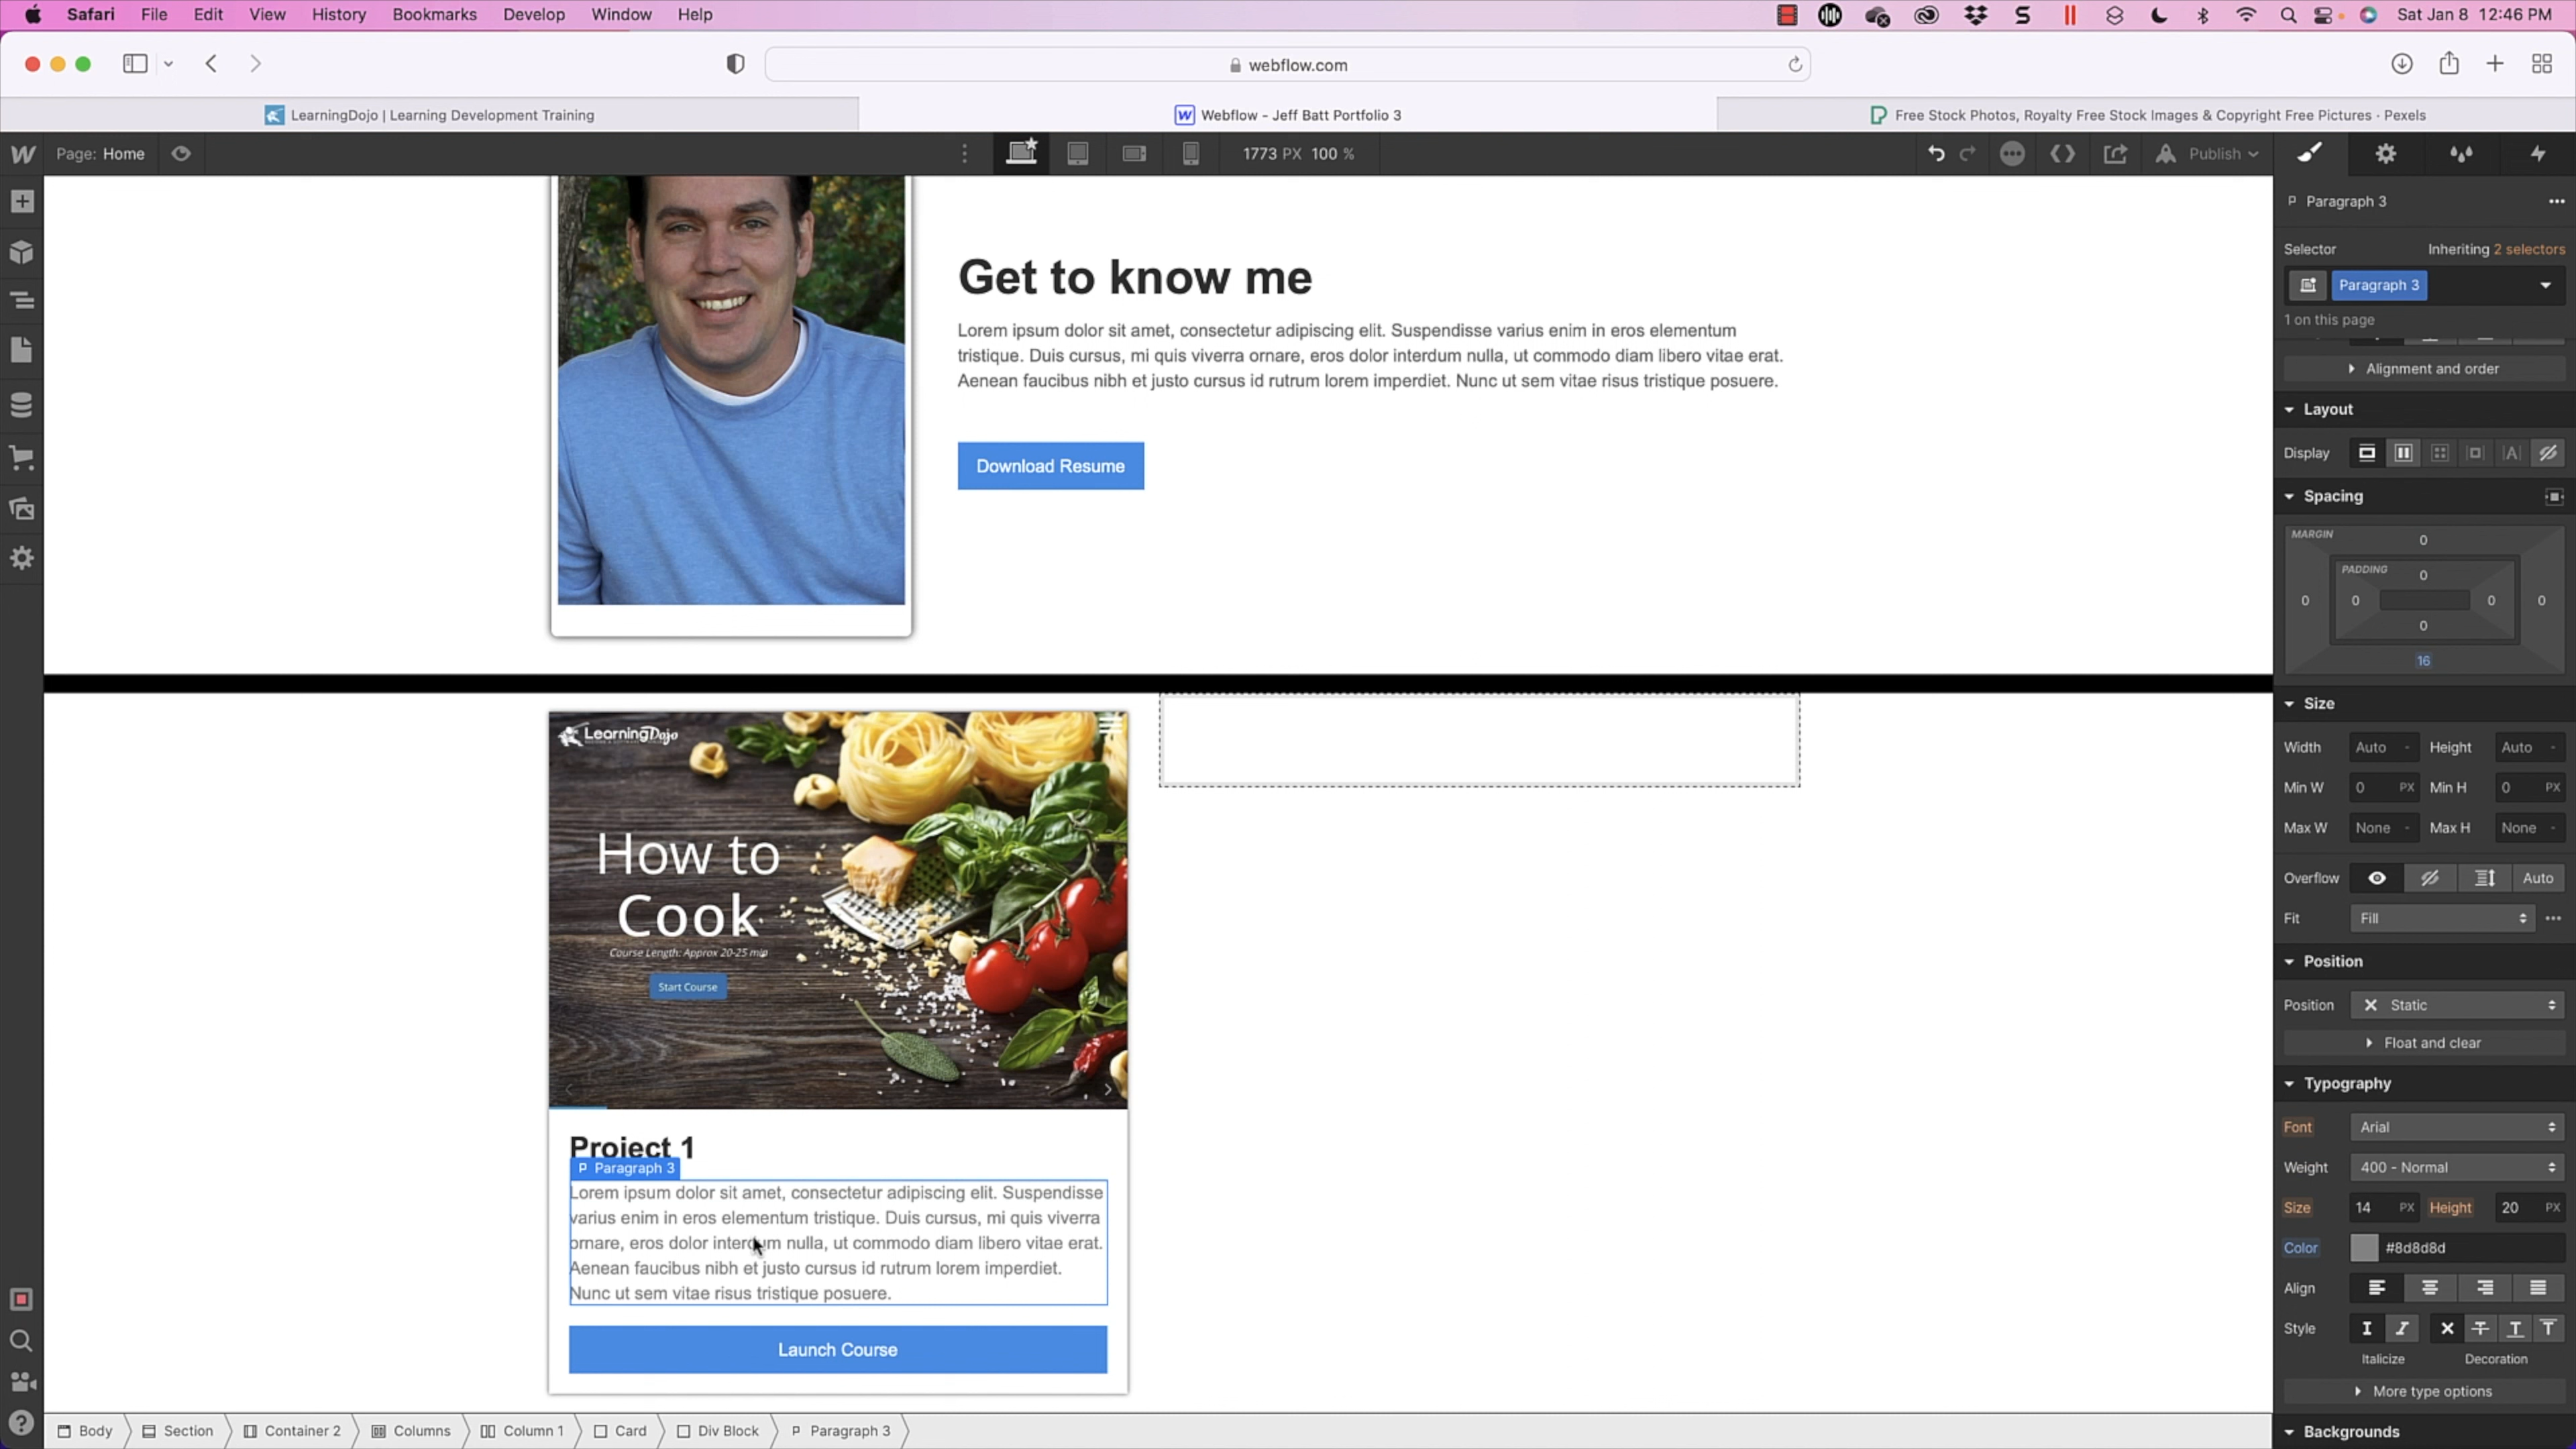 Safari File Edit View History Bookmarks Develop Window Help Sat Jan 8 12:46 PM
webflow.com
LearningDojo | Learning Development Training
Webflow - Jeff Batt Portfolio 3
Free Stock Photos, Royalty Free Stock Images & Copyright Free Pictures · Pexels
Page: Home
1773 PX 100 %
Publish
Paragraph 3
Selector Inheriting 2 selectors
Paragraph 3
1 on this page
Alignment and order
Layout
Display
Spacing
MARGIN
0
PADDING
0
0 0 0 0
0
16
Size
Width Auto - Height Auto -
Min W 0 PX Min H 0 PX
Max W None - Max H None -
Overflow Auto
Fit Fill
Position
Position Static
Float and clear
Typography
Font Arial
Weight 400 - Normal
Size 14 PX Height 20 PX
Color #8d8d8d
Align
Style
Italicize Decoration
More type options
Backgrounds
Get to know me
Lorem ipsum dolor sit amet, consectetur adipiscing elit. Suspendisse varius enim in eros elementum
tristique. Duis cursus, mi quis viverra ornare, eros dolor interdum nulla, ut commodo diam libero vitae erat.
Aenean faucibus nibh et justo cursus id rutrum lorem imperdiet. Nunc ut sem vitae risus tristique posuere.
Download Resume
LearningDojo
How to
Cook
Course Length: Approx 20-25 min
Start Course
Project 1
Paragraph 3
Lorem ipsum dolor sit amet, consectetur adipiscing elit. Suspendisse
varius enim in eros elementum tristique. Duis cursus, mi quis viverra
ornare, eros dolor interdum nulla, ut commodo diam libero vitae erat.
Aenean faucibus nibh et justo cursus id rutrum lorem imperdiet.
Nunc ut sem vitae risus tristique posuere.
Launch Course
Body Section Container 2 Columns Column 1 Card Div Block Paragraph 3